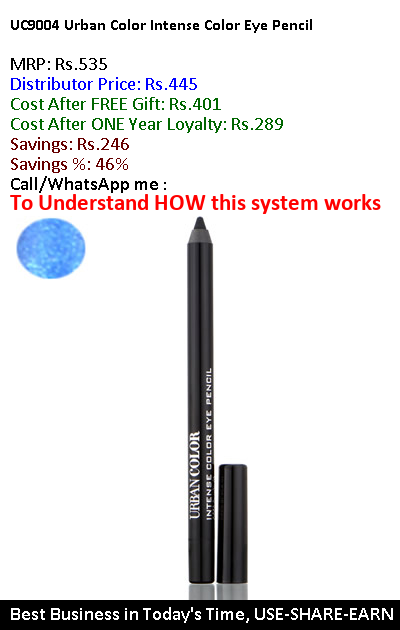 UC9004 Urban Color Intense Color Eye Pencil
MRP: Rs.535
Distributor Price: Rs.445
Cost After FREE Gift: Rs.401
Cost After ONE Year Loyalty: Rs.289
Savings: Rs.246
Savings %: 46%
Call/WhatsApp me :
To Understand HOW this system works
URBAN COLOR
INTENSE COLOR EYE PENCIL
Best Business in Today's Time, USE-SHARE-EARN